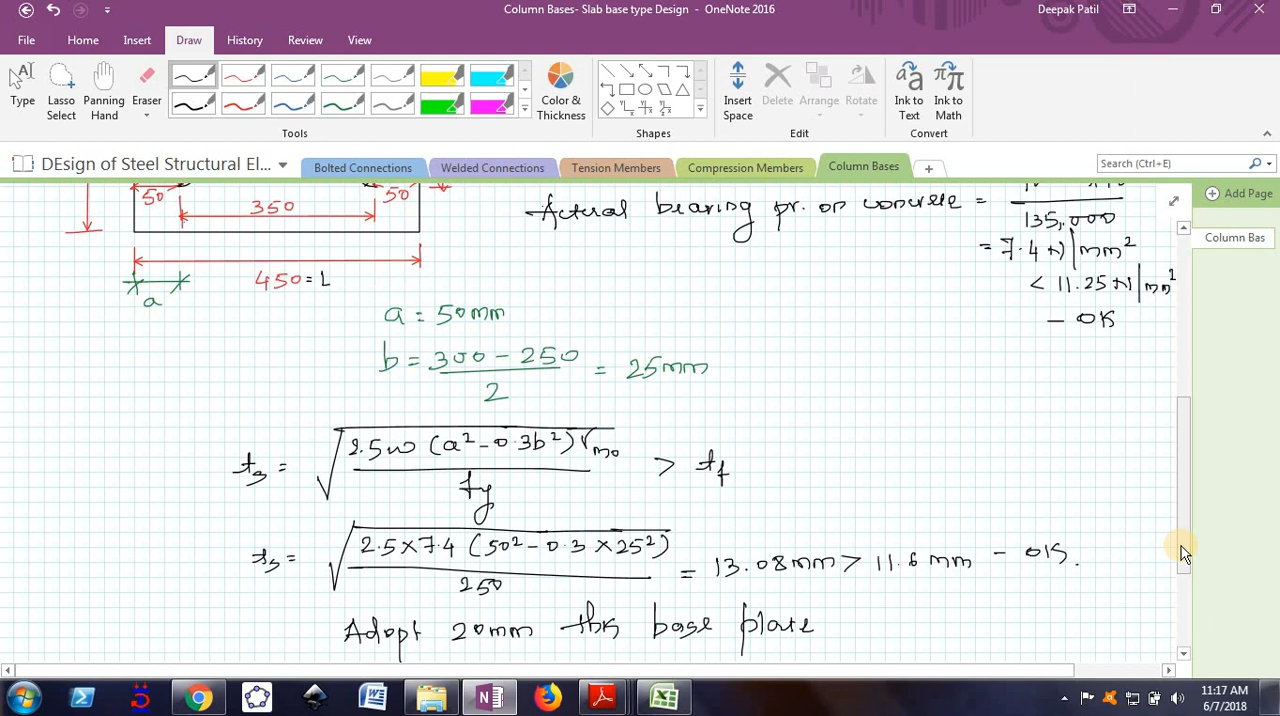 Column Bases- Slab base type Design - OneNote 2016
Deepak Patil
File Home Insert Draw History Review View
Type
Lasso Select
Panning Hand
Eraser
Color & Thickness
Insert Space
Delete
Arrange
Rotate
Ink to Text
Ink to Math
Tools
Shapes
Edit
Convert
DEsign of Steel Structural El...
Bolted Connections
Welded Connections
Tension Members
Compression Members
Column Bases
Search (Ctrl+E)
Add Page
Column Bas
50
50
350
450 = L
a
Actual bearing pr. on concrete =
135,000
= 7.4 N/mm²
< 11.25 N/mm²
- OK
a = 50mm
b = (300 - 250)/2 = 25mm
ts = √(2.5w (a² - 0.3b²) γmo / fy) > tf
ts = √(2.5×7.4 (50² - 0.3×25²) / 250) = 13.08mm > 11.6mm - OK.
Adopt 20mm thk base plate
11:17 AM
6/7/2018